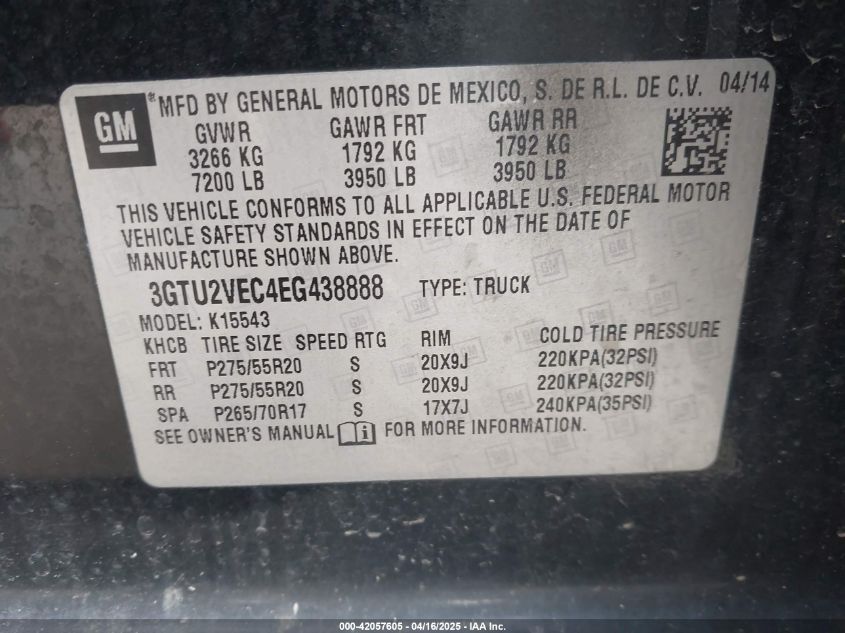 GM
*MFD BY GENERAL MOTORS DE MEXICO, S. DE R.L. DE C.V. 04/14
GVWR GAWR FRT GAWR RR
3266 KG 1792 KG 1792 KG
7200 LB 3950 LB 3950 LB
THIS VEHICLE CONFORMS TO ALL APPLICABLE U.S. FEDERAL MOTOR
VEHICLE SAFETY STANDARDS IN EFFECT ON THE DATE OF
MANUFACTURE SHOWN ABOVE.
3GTU2VEC4EG438888 TYPE: TRUCK
MODEL: K15543
KHCB TIRE SIZE SPEED RTG RIM COLD TIRE PRESSURE
FRT P275/55R20 S 20X9J 220KPA(32PSI)
RR P275/55R20 S 20X9J 220KPA(32PSI)
SPA P265/70R17 S 17X7J 240KPA(35PSI)
SEE OWNER'S MANUAL i FOR MORE INFORMATION.
000-42057605 - 04/16/2025 - IAA Inc.